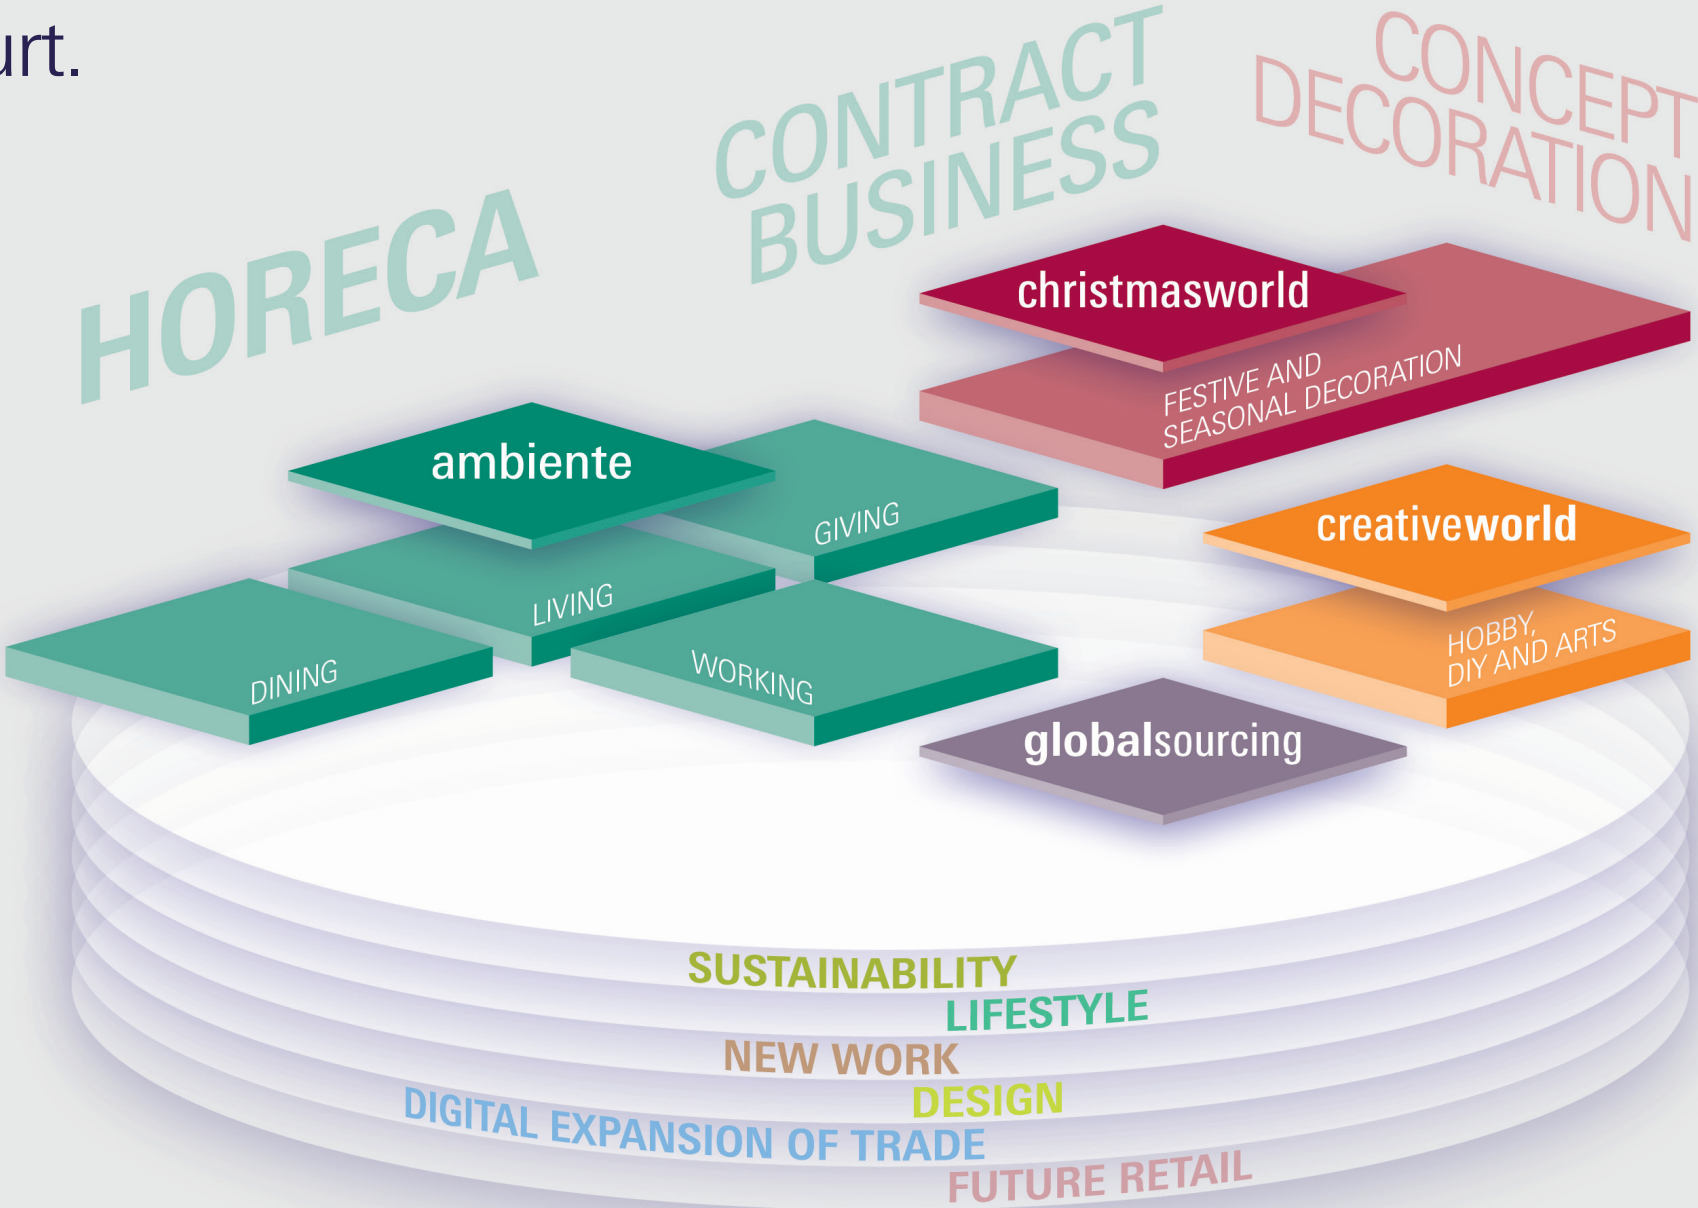 urt.
CONTRACT
BUSINESS
CONCEPT
DECORATION
HORECA
christmasworld
FESTIVE AND
SEASONAL DECORATION
ambiente
GIVING
creativeworld
LIVING
HOBBY,
DIY AND ARTS
DINING
WORKING
globalsourcing
SUSTAINABILITY
LIFESTYLE
NEW WORK
DESIGN
DIGITAL EXPANSION OF TRADE
FUTURE RETAIL